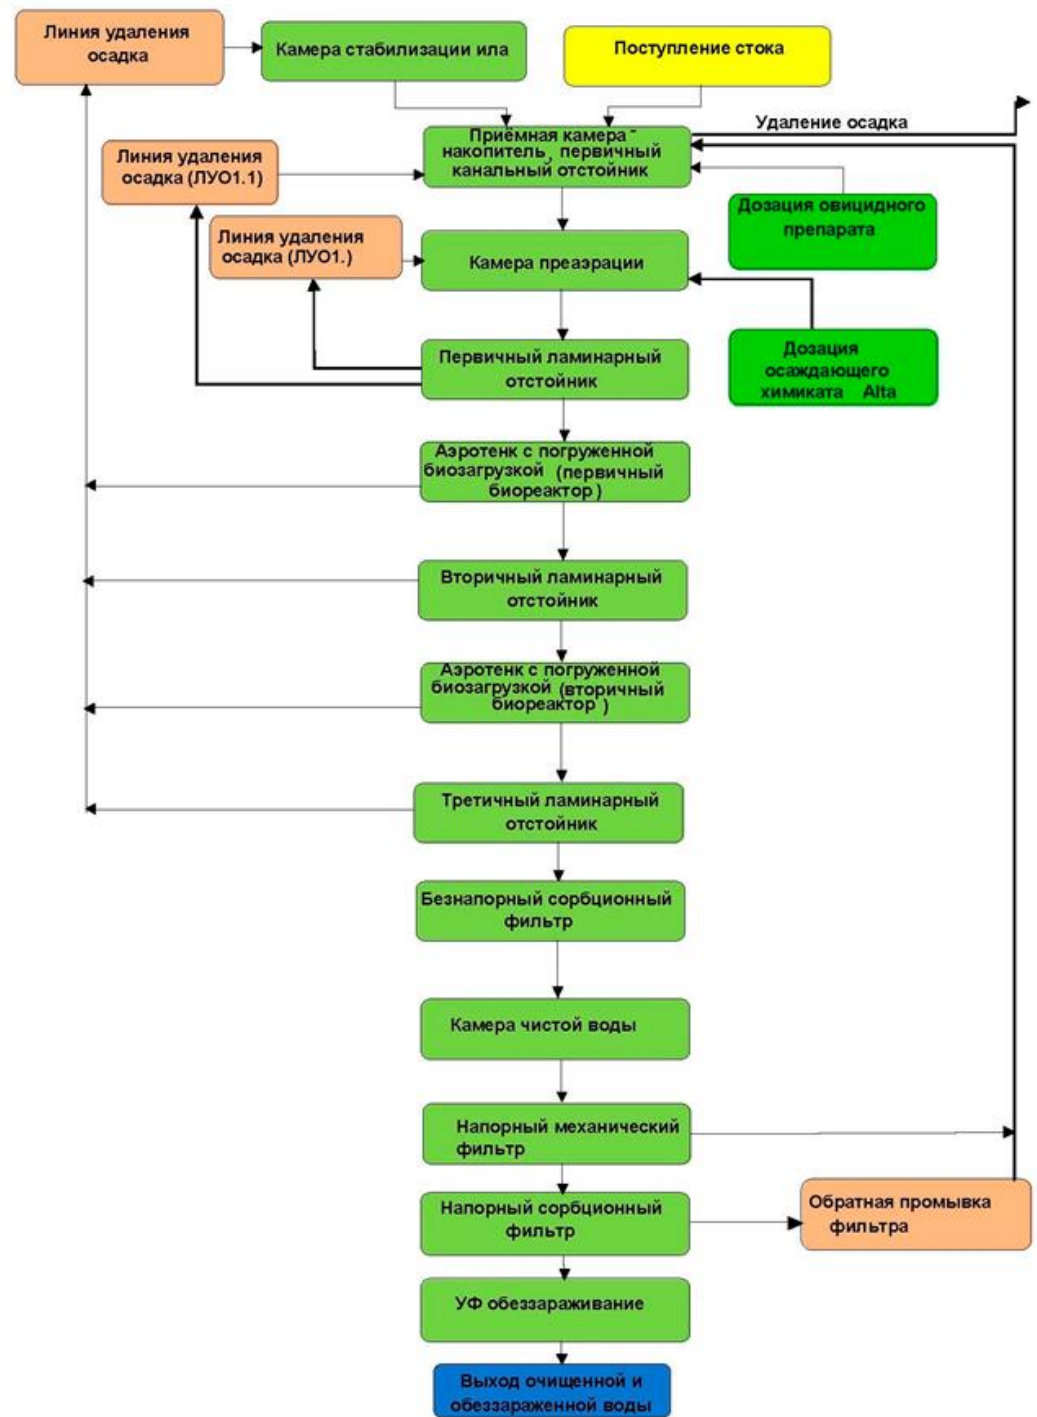 Линия удаления
осадка
Камера стабилизации ила
Поступление стока
Приёмная камера -
накопитель, первичный
канальный отстойник
Удаление осадка
Линия удаления
осадка (ЛУО1.1)
Дозация овицидного
препарата
Линия удаления
осадка (ЛУО1.)
Камера преаэрации
Дозация
осаждающего
химиката Alta
Первичный ламинарный
отстойник
Аэротенк с погруженной
биозагрузкой (первичный
биореактор)
Вторичный ламинарный
отстойник
Аэротенк с погруженной
биозагрузкой (вторичный
биореактор)
Третичный ламинарный
отстойник
Безнапорный сорбционный
фильтр
Камера чистой воды
Напорный механический
фильтр
Напорный сорбционный
фильтр
Обратная промывка
фильтра
УФ обеззараживание
Выход очищенной и
обеззараженной воды